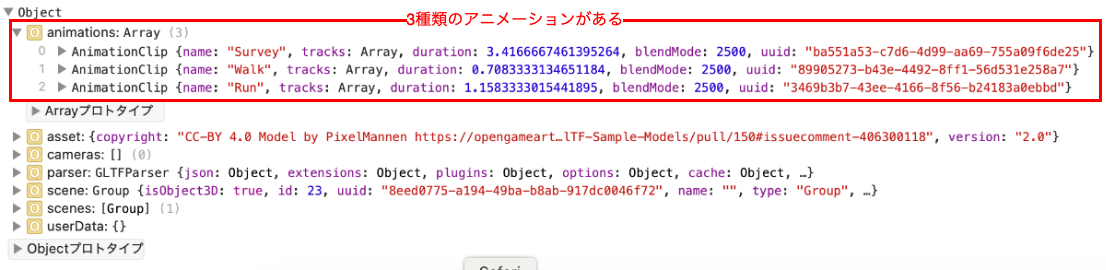 Object
3種類のアニメーションがある
animations: Array (3)
0 AnimationClip {name: "Survey", tracks: Array, duration: 3.4166667461395264, blendMode: 2500, uuid: "ba551a53-c7d6-4d99-aa69-755a09f6de25"}
1 AnimationClip {name: "Walk", tracks: Array, duration: 0.7083333134651184, blendMode: 2500, uuid: "89905273-b43e-4492-8ff1-56d531e258a7"}
2 AnimationClip {name: "Run", tracks: Array, duration: 1.1583333015441895, blendMode: 2500, uuid: "3469b3b7-43ee-4166-8f56-b24183a0ebbd"}
Arrayプロトタイプ
asset: {copyright: "CC-BY 4.0 Model by PixelMannen https://opengameart…lTF-Sample-Models/pull/150#issuecomment-406300118", version: "2.0"}
cameras: [] (0)
parser: GLTFParser {json: Object, extensions: Object, plugins: Object, options: Object, cache: Object, …}
scene: Group {isObject3D: true, id: 23, uuid: "8eed0775-a194-49ba-b8ab-917dc0046f72", name: "", type: "Group", …}
scenes: [Group] (1)
userData: {}
Objectプロトタイプ